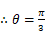 ∴ θ = π/3